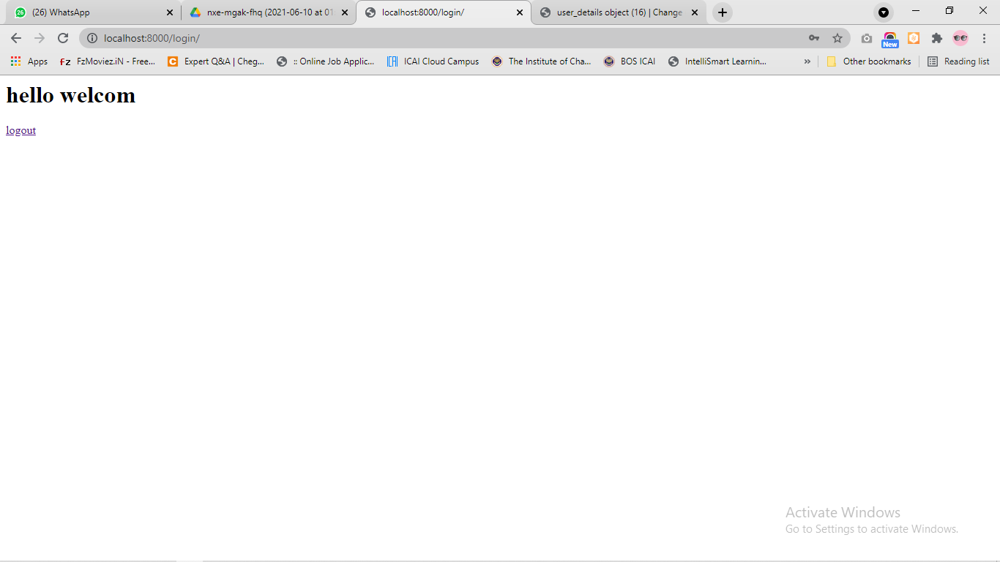 26 (26) WhatsApp
nxe-mgak-fhq (2021-06-10 at 01
localhost:8000/login/
user_details object (16) | Change
localhost:8000/login/
New
Apps
FZ FzMoviez.iN - Free...
C Expert Q&A | Cheg...
:: Online Job Applic...
ICAI Cloud Campus
The Institute of Cha...
BOS ICAI
IntelliSmart Learnin...
»
Other bookmarks
Reading list
hello welcom
logout
Activate Windows
Go to Settings to activate Windows.